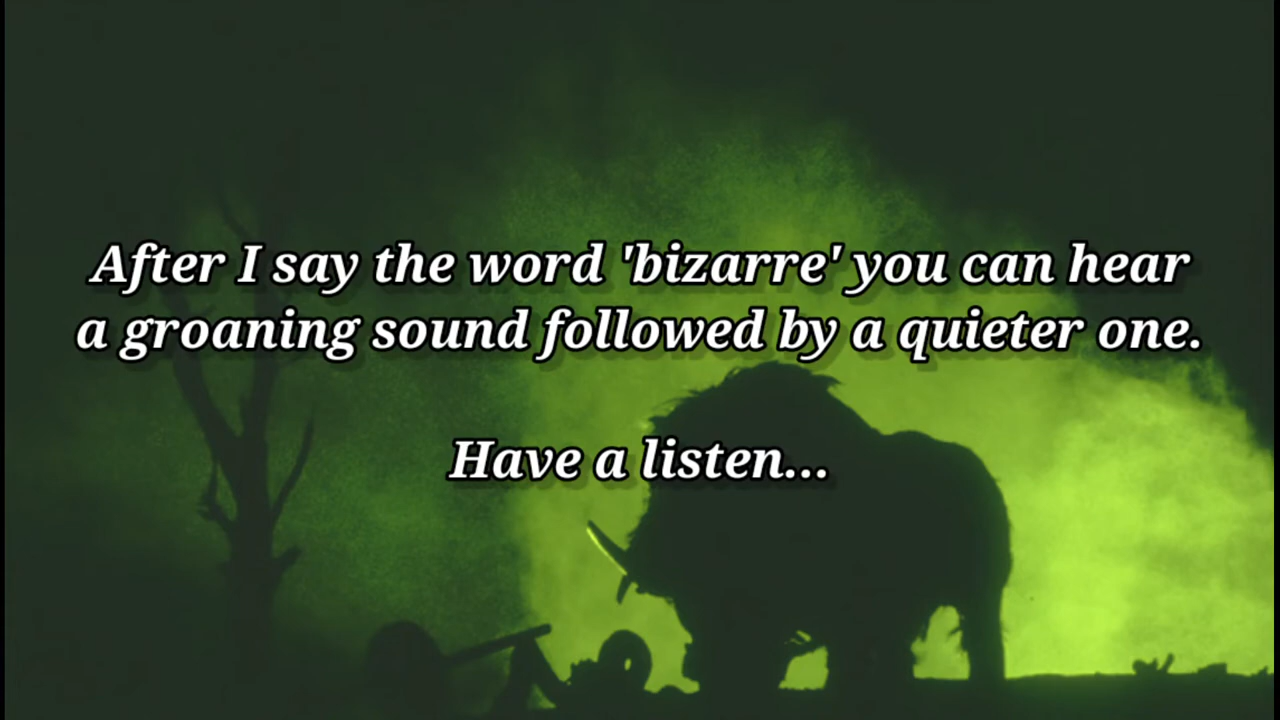 After I say the word 'bizarre' you can hear
a groaning sound followed by a quieter one.
Have a listen...